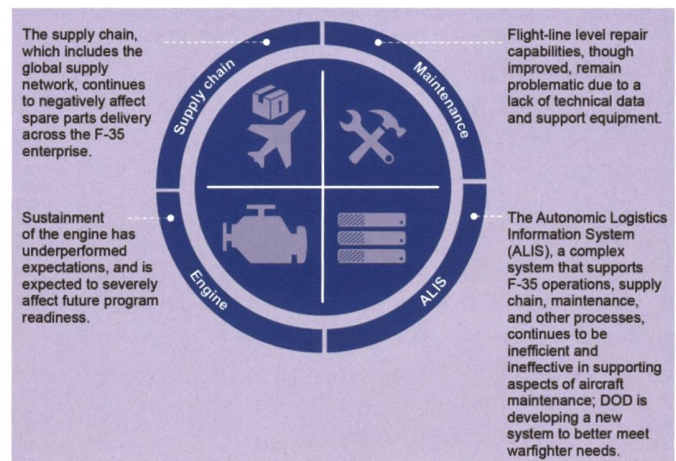 The supply chain,
which includes the
global supply
network, continues
to negatively affect
spare parts delivery
across the F-35
enterprise.
Supply chain
Maintenance
Flight-line level repair
capabilities, though
improved, remain
problematic due to a
lack of technical data
and support equipment.
Sustainment
of the engine has
underperformed
expectations, and is
expected to severely
affect future program
readiness.
Engine
ALIS
The Autonomic Logistics
Information System
(ALIS), a complex
system that supports
F-35 operations, supply
chain, maintenance,
and other processes,
continues to be
inefficient and
ineffective in supporting
aspects of aircraft
maintenance; DOD is
developing a new
system to better meet
warfighter needs.